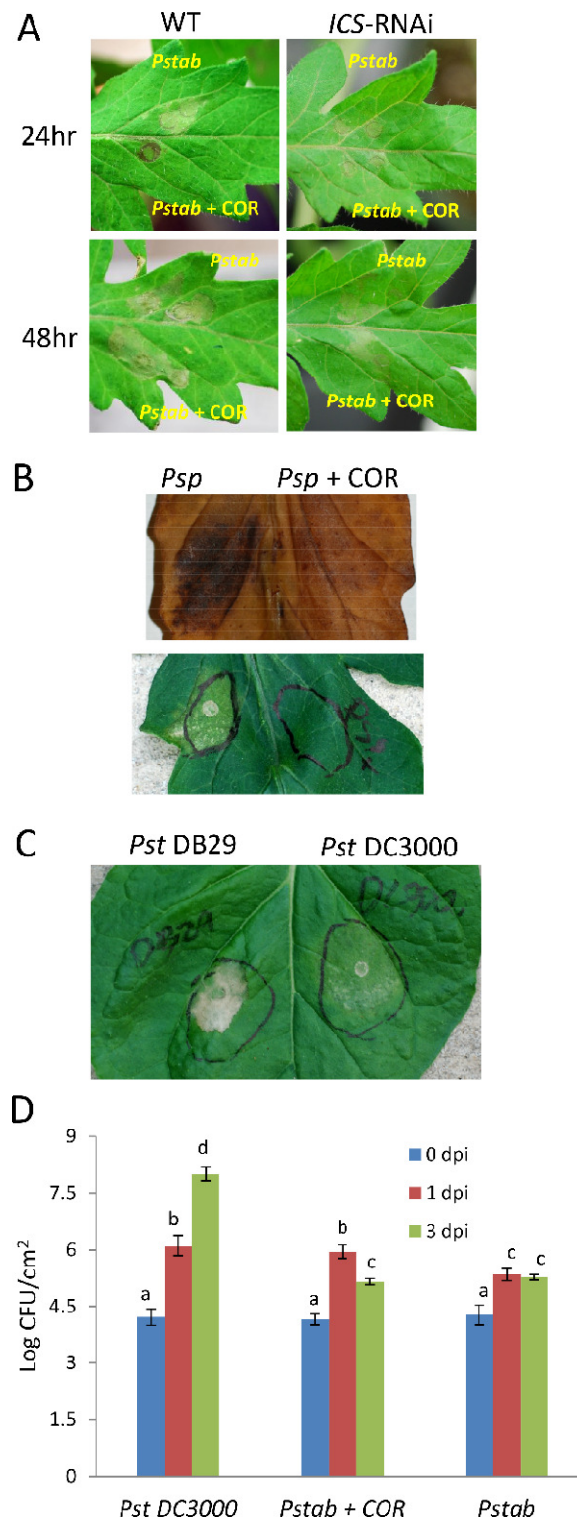 A
WT
ICS-RNAi
24hr
Pstab
Pstab
Pstab + COR
Pstab + COR
48hr
Pstab
Pstab
Pstab + COR
Pstab + COR
B
Psp
Psp + COR
C
Pst DB29
Pst DC3000
DB29
D
Log CFU/cm²
9
7.5
6
4.5
3
1.5
0
0 dpi
1 dpi
3 dpi
a
b
d
a
b
c
a
c
c
Pst DC3000
Pstab + COR
Pstab